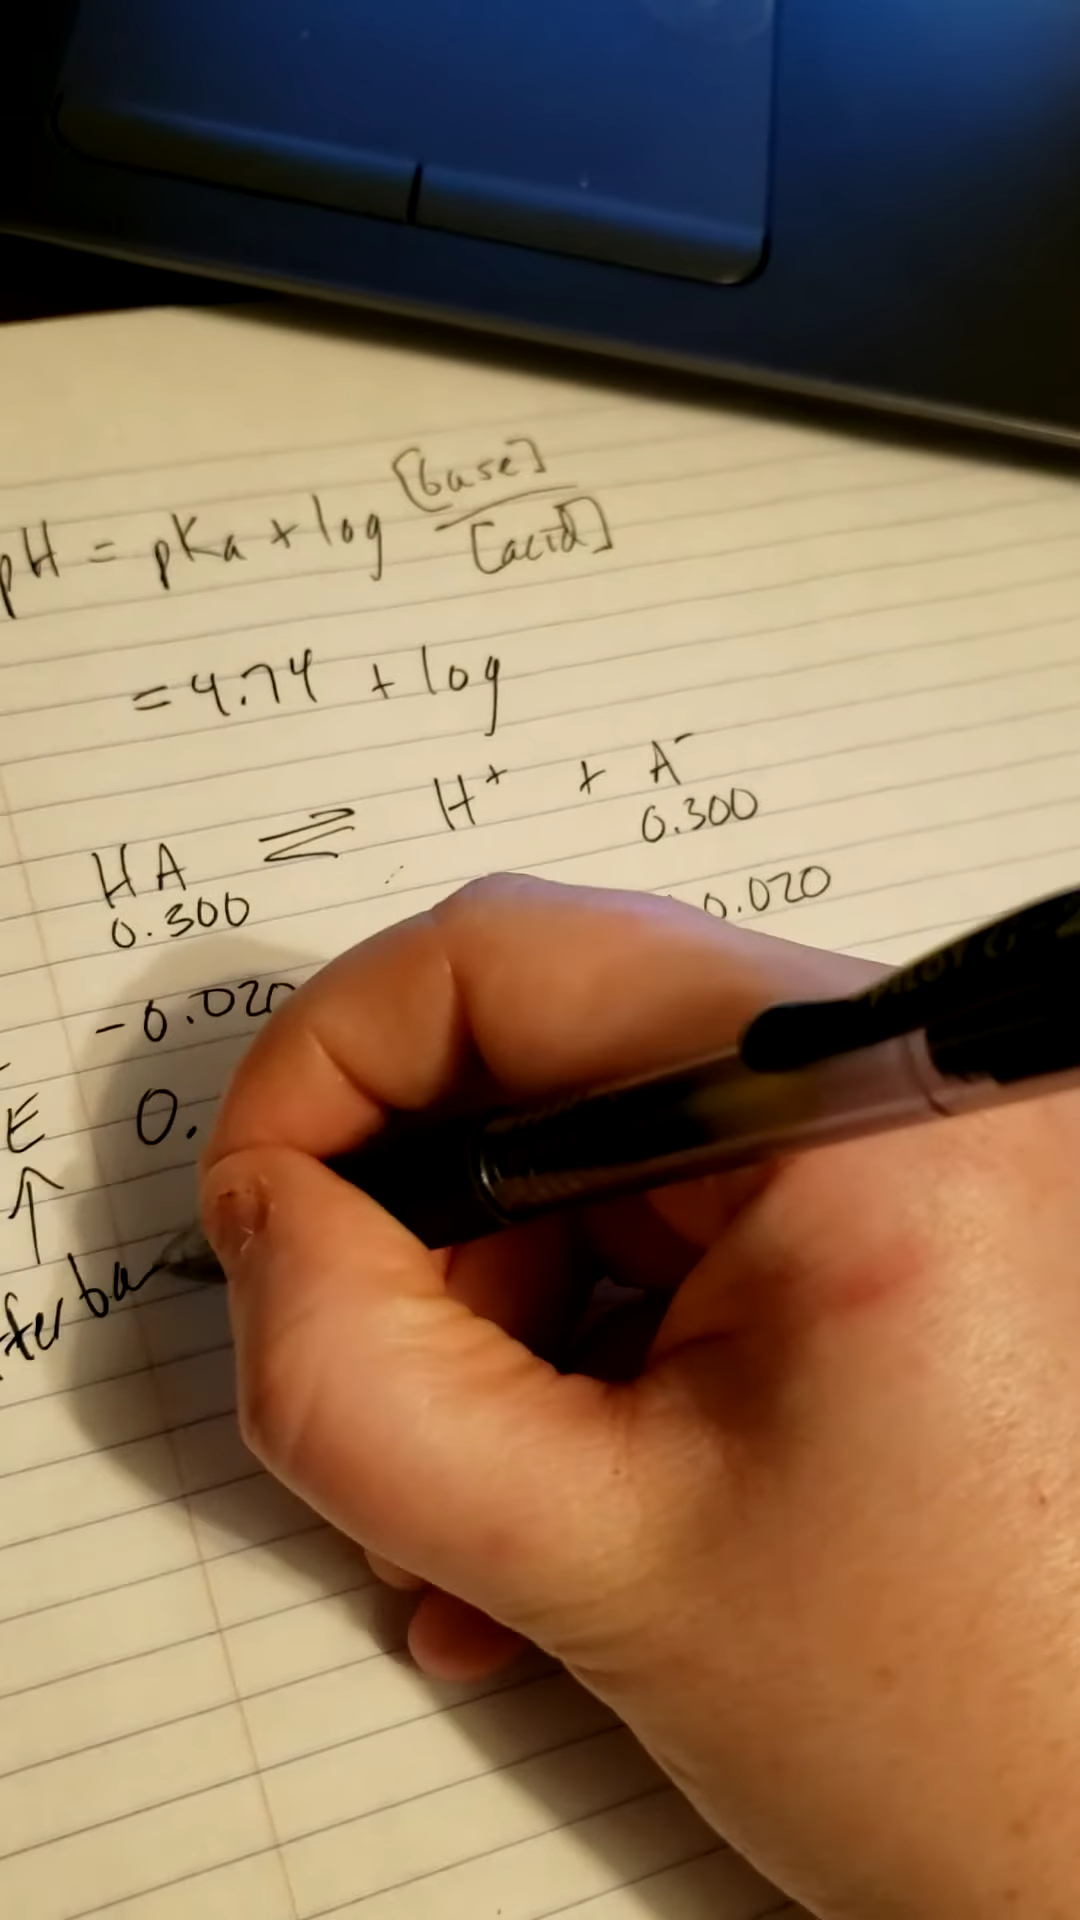 pH = pKa + log [base] / [acid]
= 4.74 + log
HA ⇌ H⁺ + A⁻
0.300 0.300
-0.020 0.020
E 0.
↑